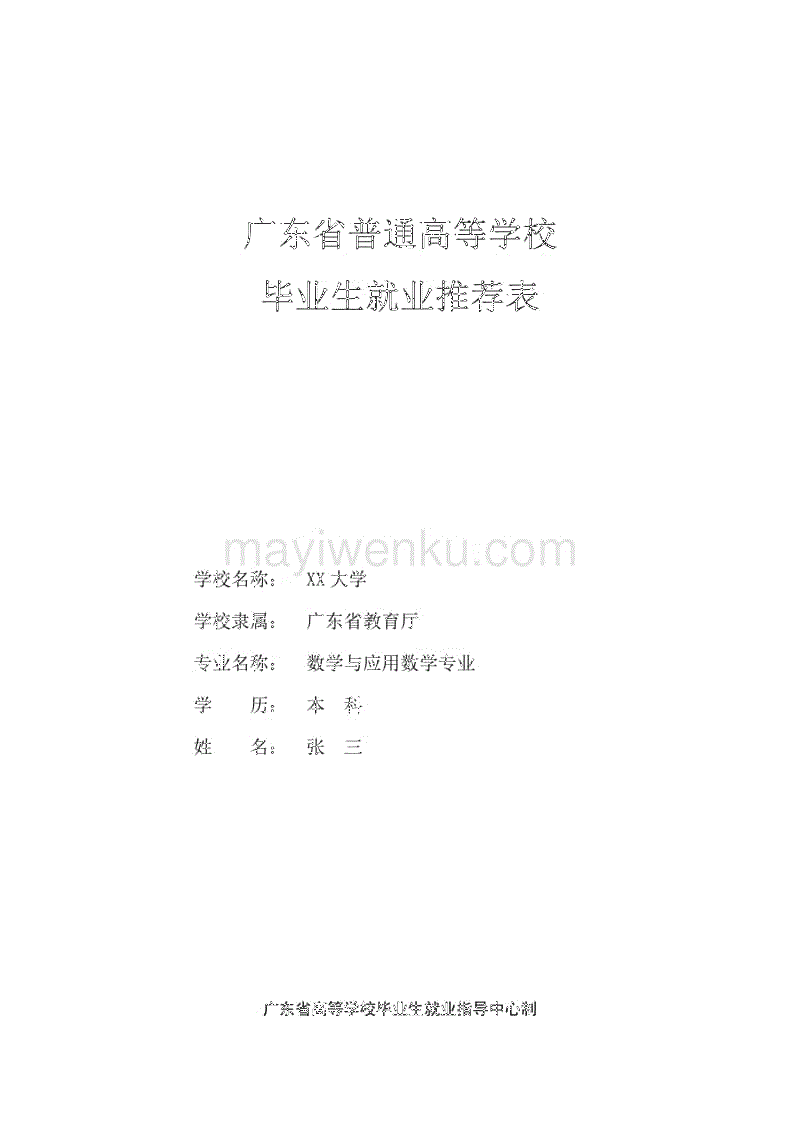 广东省普通高等学校
毕业生就业推荐表
mayiwenku.com
学校名称： XX 大学
学校隶属： 广东省教育厅
专业名称： 数学与应用数学专业
学 历： 本 科
姓 名： 张 三
广东省高等学校毕业生就业指导中心制